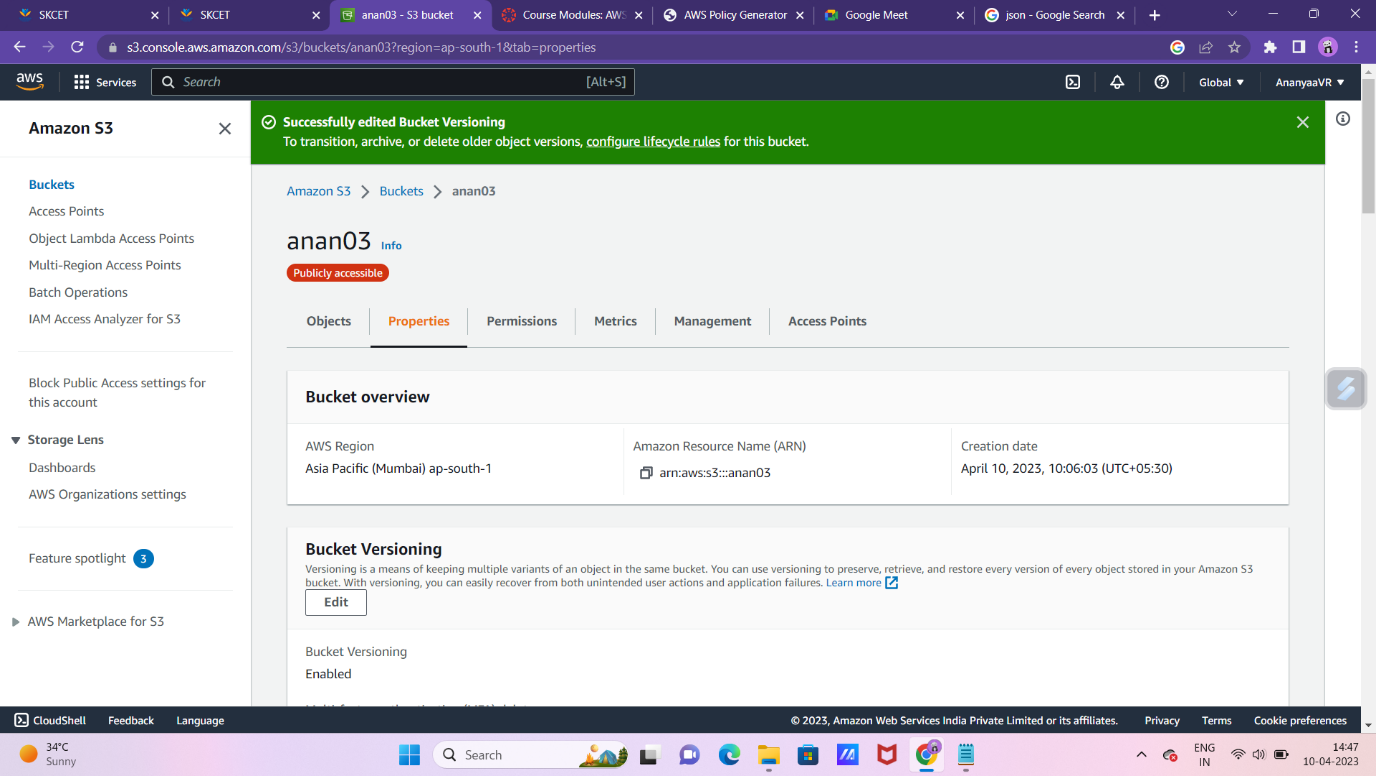 SKCET
SKCET
anan03 - S3 bucket
Course Modules: AWS
AWS Policy Generator
Google Meet
json - Google Search
s3.console.aws.amazon.com/s3/buckets/anan03?region=ap-south-1&tab=properties
aws
Services
Search
[Alt+S]
Global
AnanyaaVR
Amazon S3
Buckets
Access Points
Object Lambda Access Points
Multi-Region Access Points
Batch Operations
IAM Access Analyzer for S3
Block Public Access settings for
this account
Storage Lens
Dashboards
AWS Organizations settings
Feature spotlight 3
AWS Marketplace for S3
Successfully edited Bucket Versioning
To transition, archive, or delete older object versions, configure lifecycle rules for this bucket.
Amazon S3 > Buckets > anan03
anan03 Info
Publicly accessible
Objects
Properties
Permissions
Metrics
Management
Access Points
Bucket overview
AWS Region
Asia Pacific (Mumbai) ap-south-1
Amazon Resource Name (ARN)
arn:aws:s3:::anan03
Creation date
April 10, 2023, 10:06:03 (UTC+05:30)
Bucket Versioning
Versioning is a means of keeping multiple variants of an object in the same bucket. You can use versioning to preserve, retrieve, and restore every version of every object stored in your Amazon S3
bucket. With versioning, you can easily recover from both unintended user actions and application failures. Learn more
Edit
Bucket Versioning
Enabled
CloudShell
Feedback
Language
© 2023, Amazon Web Services India Private Limited or its affiliates.
Privacy
Terms
Cookie preferences
34°C
Sunny
Search
ENG
IN
14:47
10-04-2023